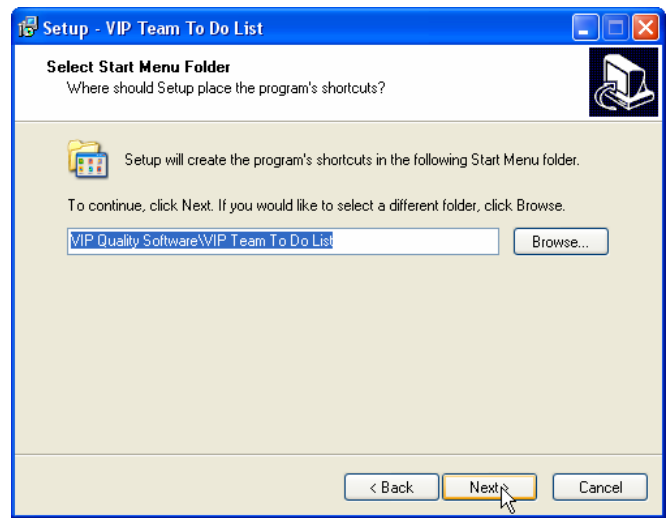 Setup - VIP Team To Do List
Select Start Menu Folder
Where should Setup place the program's shortcuts?
Setup will create the program's shortcuts in the following Start Menu folder.
To continue, click Next. If you would like to select a different folder, click Browse.
VIP Quality Software\VIP Team To Do List
Browse...
< Back
Next >
Cancel